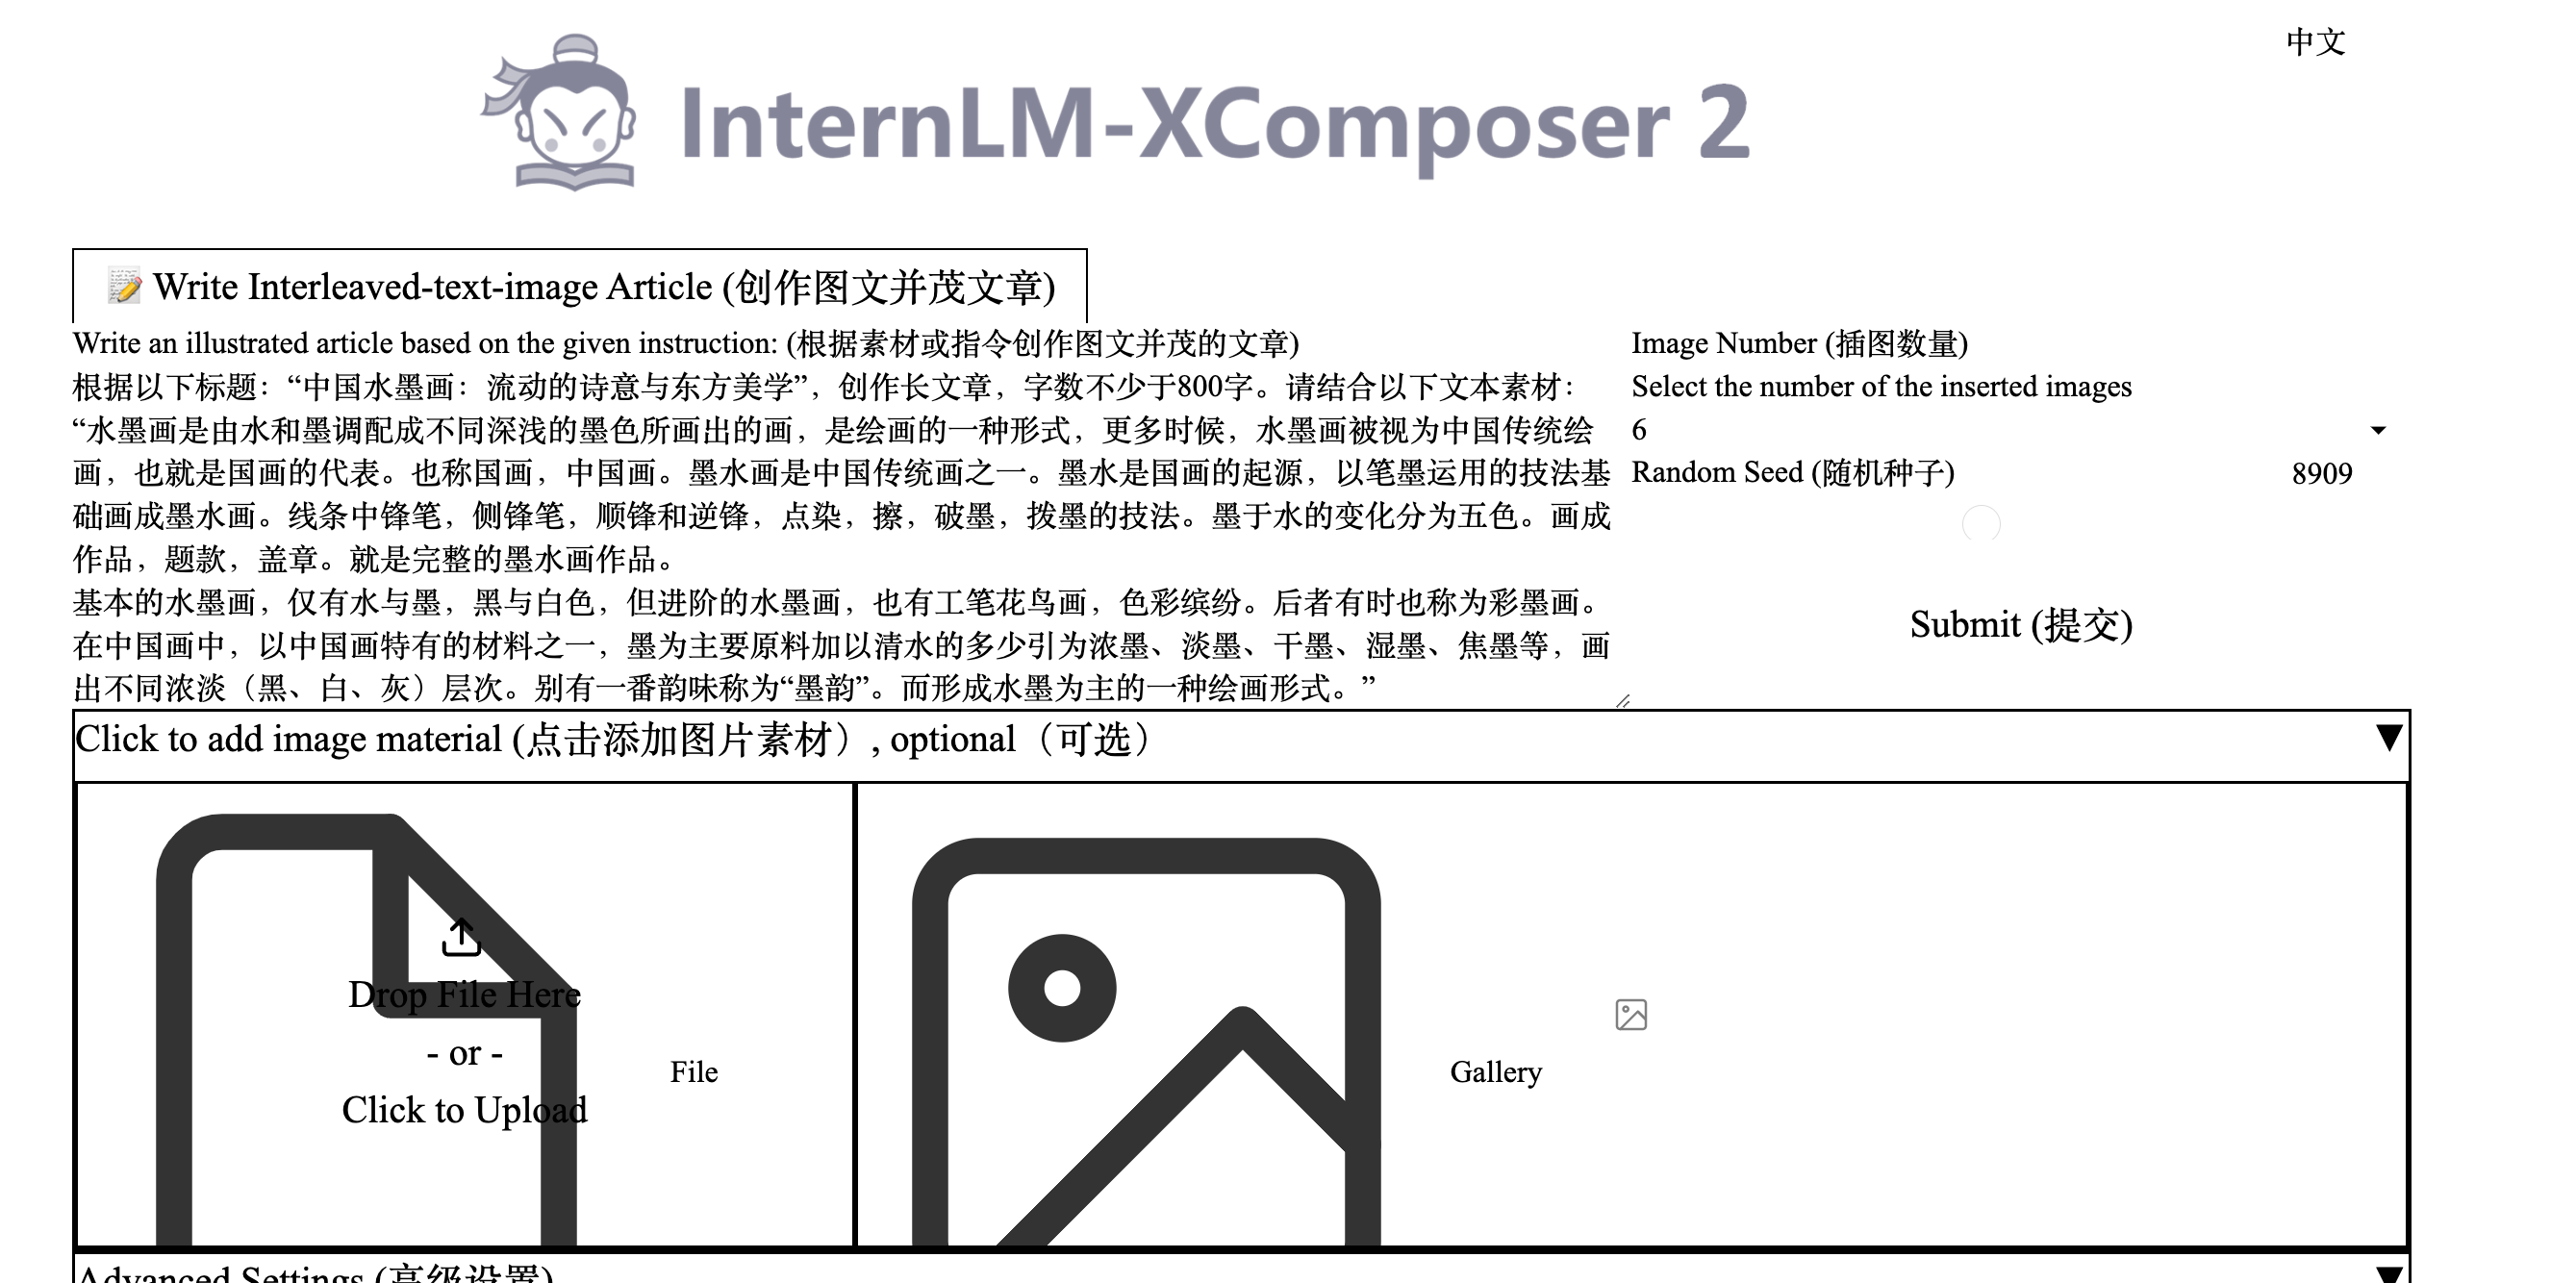 中文
InternLM-XComposer 2
📝 Write Interleaved-text-image Article (创作图文并茂文章)
Write an illustrated article based on the given instruction: (根据素材或指令创作图文并茂的文章)
根据以下标题：“中国水墨画：流动的诗意与东方美学”，创作长文章，字数不少于800字。请结合以下文本素材：
“水墨画是由水和墨调配成不同深浅的墨色所画出的画，是绘画的一种形式，更多时候，水墨画被视为中国传统绘
画，也就是国画的代表。也称国画，中国画。墨水画是中国传统画之一。墨水是国画的起源，以笔墨运用的技法基
础画成墨水画。线条中锋笔，侧锋笔，顺锋和逆锋，点染，擦，破墨，拨墨的技法。墨于水的变化分为五色。画成
作品，题款，盖章。就是完整的墨水画作品。
基本的水墨画，仅有水与墨，黑与白色，但进阶的水墨画，也有工笔花鸟画，色彩缤纷。后者有时也称为彩墨画。
在中国画中，以中国画特有的材料之一，墨为主要原料加以清水的多少引为浓墨、淡墨、干墨、湿墨、焦墨等，画
出不同浓淡（黑、白、灰）层次。别有一番韵味称为“墨韵”。而形成水墨为主的一种绘画形式。”
Image Number (插图数量)
Select the number of the inserted images
6
Random Seed (随机种子)
8909
Submit (提交)
Click to add image material (点击添加图片素材）, optional（可选）
Drop File Here
- or -
Click to Upload
File
Gallery
Advanced Settings (高级设置)